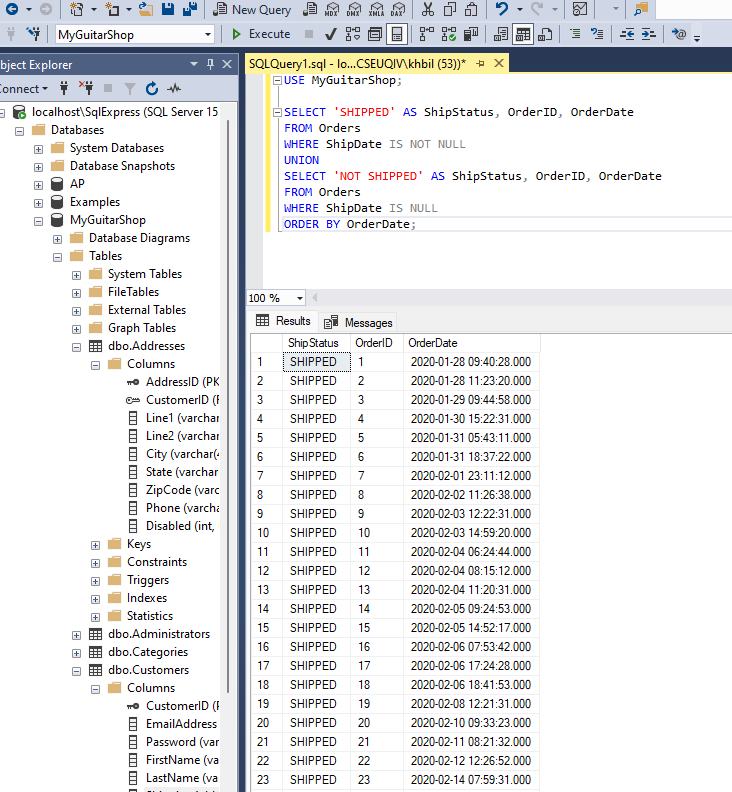 New Query MDX DMX XMLA DAX
MyGuitarShop Execute
bject Explorer
onnect
localhost\SqlExpress (SQL Server 15
Databases
System Databases
Database Snapshots
AP
Examples
MyGuitarShop
Database Diagrams
Tables
System Tables
FileTables
External Tables
Graph Tables
dbo.Addresses
Columns
AddressID (PK
CustomerID (F
Line1 (varchar
Line2 (varchar
City (varchar(4
State (varchar
ZipCode (varc
Phone (varcha
Disabled (int,
Keys
Constraints
Triggers
Indexes
Statistics
dbo.Administrators
dbo.Categories
dbo.Customers
Columns
CustomerID (F
EmailAddress
Password (var
FirstName (va
LastName (va
SQLQuery1.sql - lo...CSEUQIV\khbil (53))*
USE MyGuitarShop;
SELECT 'SHIPPED' AS ShipStatus, OrderID, OrderDate
FROM Orders
WHERE ShipDate IS NOT NULL
UNION
SELECT 'NOT SHIPPED' AS ShipStatus, OrderID, OrderDate
FROM Orders
WHERE ShipDate IS NULL
ORDER BY OrderDate;
100 %
Results Messages
ShipStatus OrderID OrderDate
1 SHIPPED 1 2020-01-28 09:40:28.000
2 SHIPPED 2 2020-01-28 11:23:20.000
3 SHIPPED 3 2020-01-29 09:44:58.000
4 SHIPPED 4 2020-01-30 15:22:31.000
5 SHIPPED 5 2020-01-31 05:43:11.000
6 SHIPPED 6 2020-01-31 18:37:22.000
7 SHIPPED 7 2020-02-01 23:11:12.000
8 SHIPPED 8 2020-02-02 11:26:38.000
9 SHIPPED 9 2020-02-03 12:22:31.000
10 SHIPPED 10 2020-02-03 14:59:20.000
11 SHIPPED 11 2020-02-04 06:24:44.000
12 SHIPPED 12 2020-02-04 08:15:12.000
13 SHIPPED 13 2020-02-04 11:20:31.000
14 SHIPPED 14 2020-02-05 09:24:53.000
15 SHIPPED 15 2020-02-05 14:52:17.000
16 SHIPPED 16 2020-02-06 07:53:42.000
17 SHIPPED 17 2020-02-06 17:24:28.000
18 SHIPPED 18 2020-02-06 18:41:53.000
19 SHIPPED 19 2020-02-08 12:21:31.000
20 SHIPPED 20 2020-02-10 09:33:23.000
21 SHIPPED 21 2020-02-11 08:21:32.000
22 SHIPPED 22 2020-02-12 12:26:52.000
23 SHIPPED 23 2020-02-14 07:59:31.000